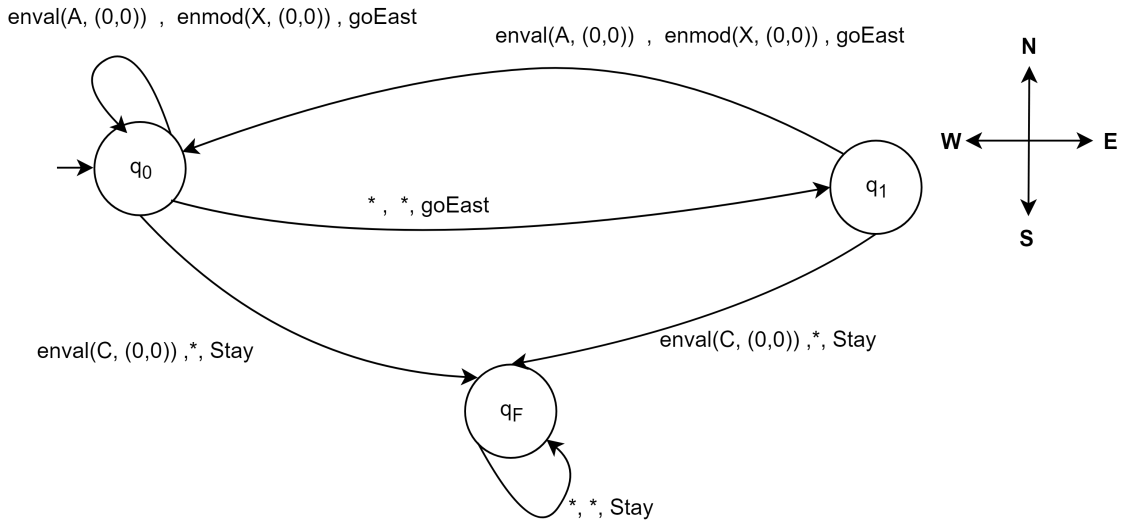 enval(A, (0,0)) , enmod(X, (0,0)) , goEast
enval(A, (0,0)) , enmod(X, (0,0)) , goEast
N
W
E
q0
q1
* , *, goEast
S
enval(C, (0,0)) ,*, Stay
enval(C, (0,0)) ,*, Stay
qF
*, *, Stay